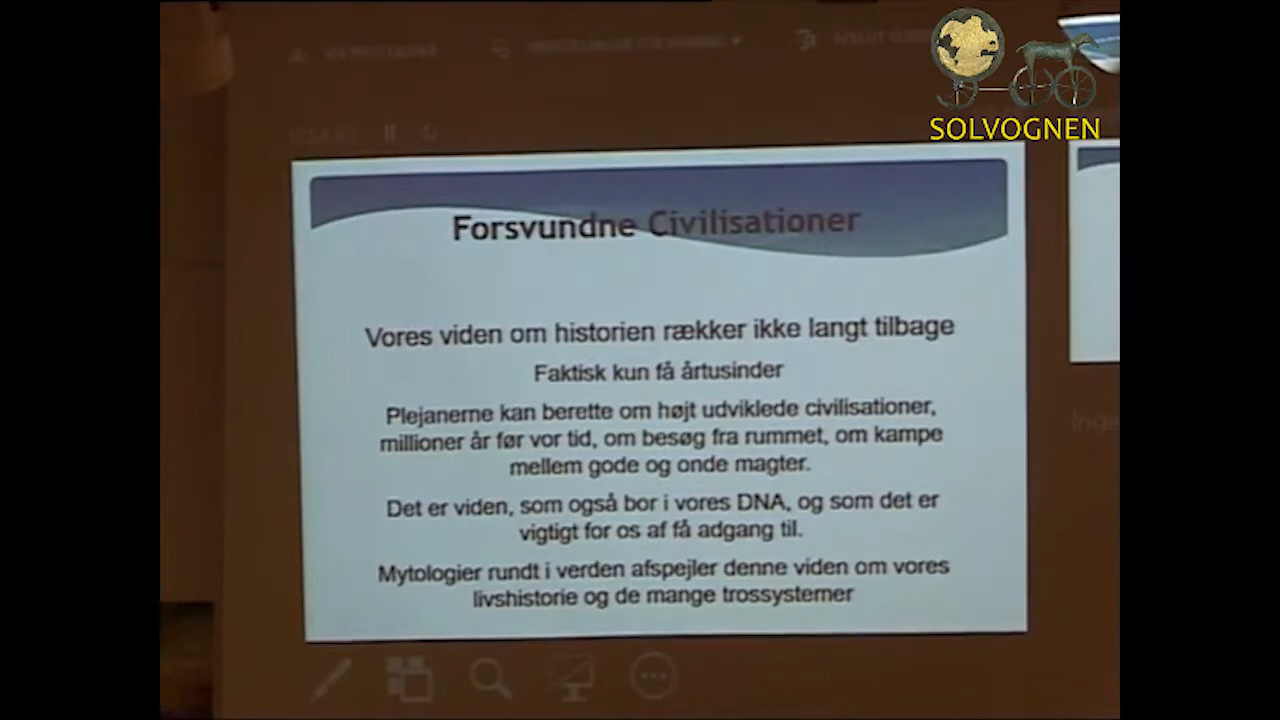 SOLVOGNEN
Forsvundne Civilisationer
Vores viden om historien rækker ikke langt tilbage
Faktisk kun få årtusinder
Plejanerne kan berette om højt udviklede civilisationer,
millioner år før vor tid, om besøg fra rummet, om kampe
mellem gode og onde magter.
Det er viden, som også bor i vores DNA, og som det er
vigtigt for os af få adgang til.
Mytologier rundt i verden afspejler denne viden om vores
livshistorie og de mange trossystemer